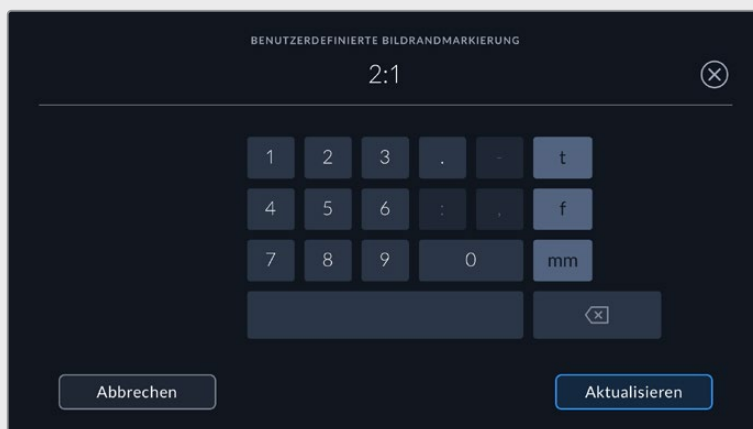 BENUTZERDEFINIERTE BILDRANDMARKIERUNG
2:1
1 2 3 . - t
4 5 6 : , f
7 8 9 0 mm
Abbrechen
Aktualisieren